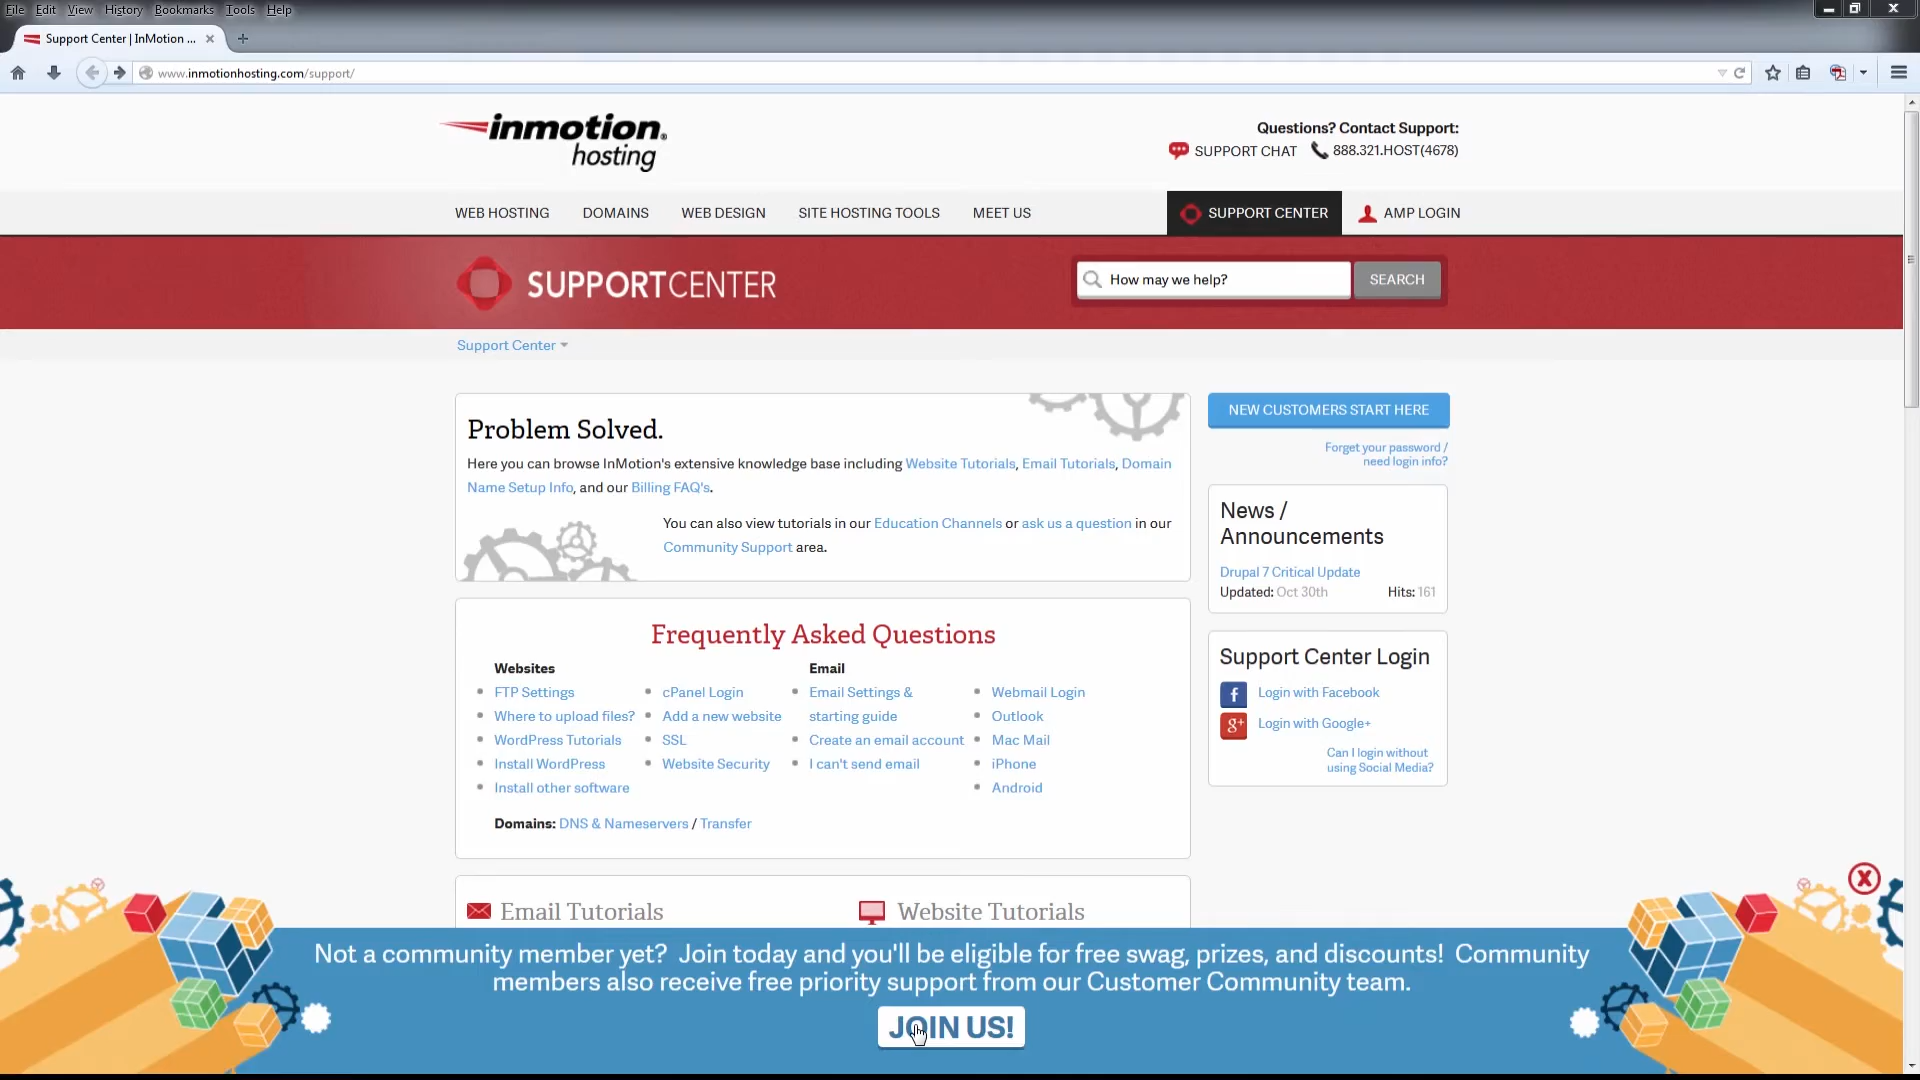 File Edit View History Bookmarks Tools Help
Support Center | InMotion ...
www.inmotionhosting.com/support/
inmotion
hosting
Questions? Contact Support:
SUPPORT CHAT 888.321.HOST(4678)
WEB HOSTING DOMAINS WEB DESIGN SITE HOSTING TOOLS MEET US SUPPORT CENTER AMP LOGIN
SUPPORTCENTER
How may we help? SEARCH
Support Center
Problem Solved.
Here you can browse InMotion's extensive knowledge base including Website Tutorials, Email Tutorials, Domain
Name Setup Info, and our Billing FAQ's.
You can also view tutorials in our Education Channels or ask us a question in our
Community Support area.
NEW CUSTOMERS START HERE
Forget your password /
need login info?
News /
Announcements
Drupal 7 Critical Update
Updated: Oct 30th Hits: 161
Frequently Asked Questions
Websites Email
FTP Settings cPanel Login Email Settings & Webmail Login
Where to upload files? Add a new website starting guide Outlook
WordPress Tutorials SSL Create an email account Mac Mail
Install WordPress Website Security I can't send email iPhone
Install other software Android
Domains: DNS & Nameservers / Transfer
Support Center Login
f Login with Facebook
g+ Login with Google+
Can I login without
using Social Media?
Email Tutorials Website Tutorials
Not a community member yet? Join today and you'll be eligible for free swag, prizes, and discounts! Community
members also receive free priority support from our Customer Community team.
JOIN US!